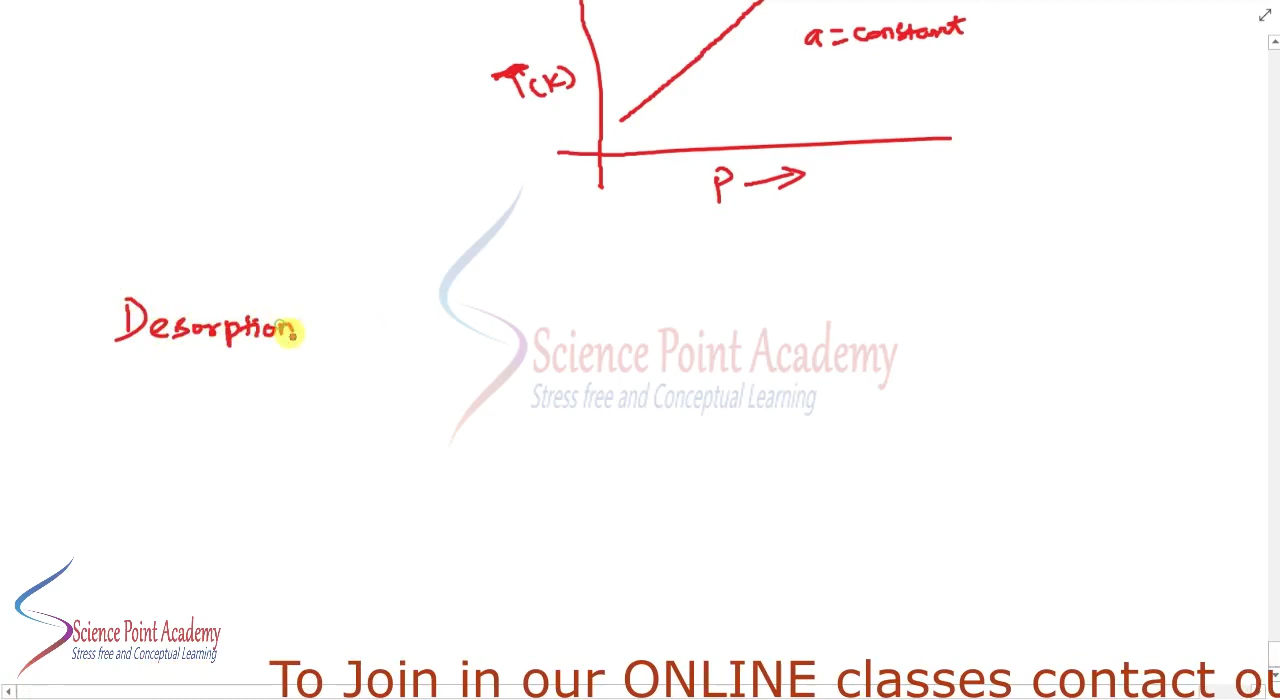 a = constant
T(K)
P →
Desorption
Science Point Academy
Stress free and Conceptual Learning
Science Point Academy
Stress free and Conceptual Learning
To Join in our ONLINE classes contact ou